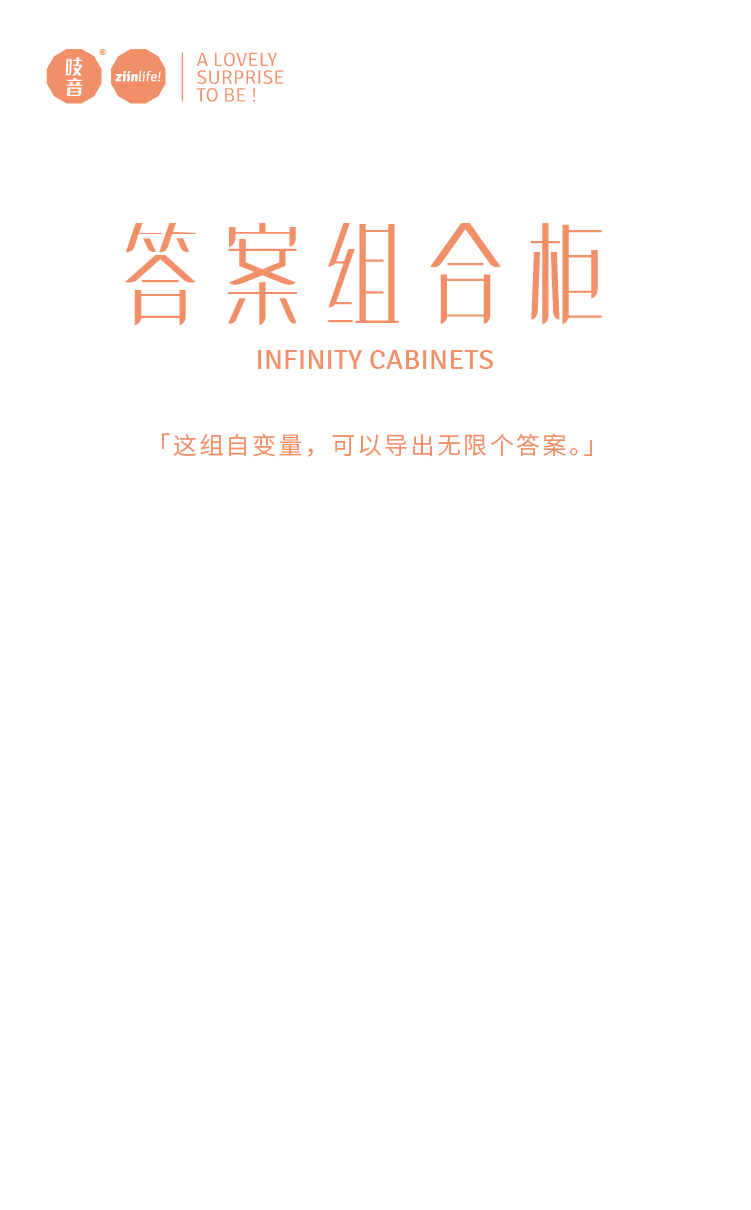 吱音
®
ziinlife!
A LOVELY
SURPRISE
TO BE !
答案组合柜
INFINITY CABINETS
「这组自变量，可以导出无限个答案。」